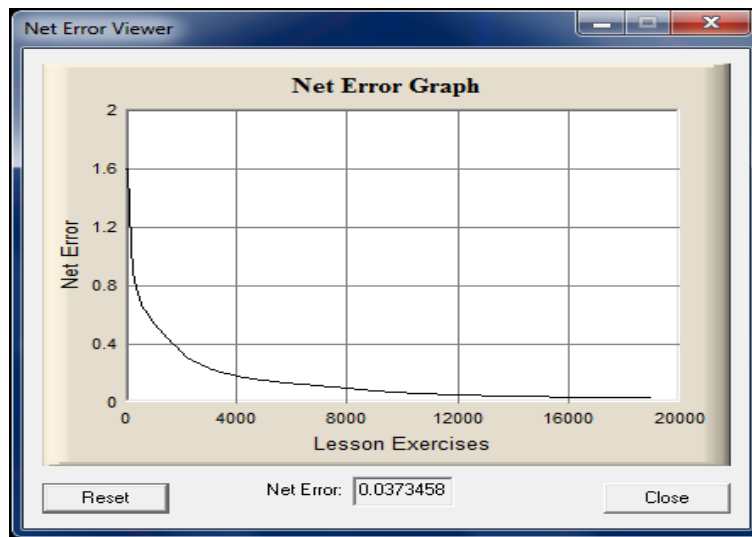 Net Error Viewer
Net Error Graph
2
1.6
1.2
0.8
0.4
0
Net Error
0 4000 8000 12000 16000 20000
Lesson Exercises
Reset Net Error: 0.0373458 Close